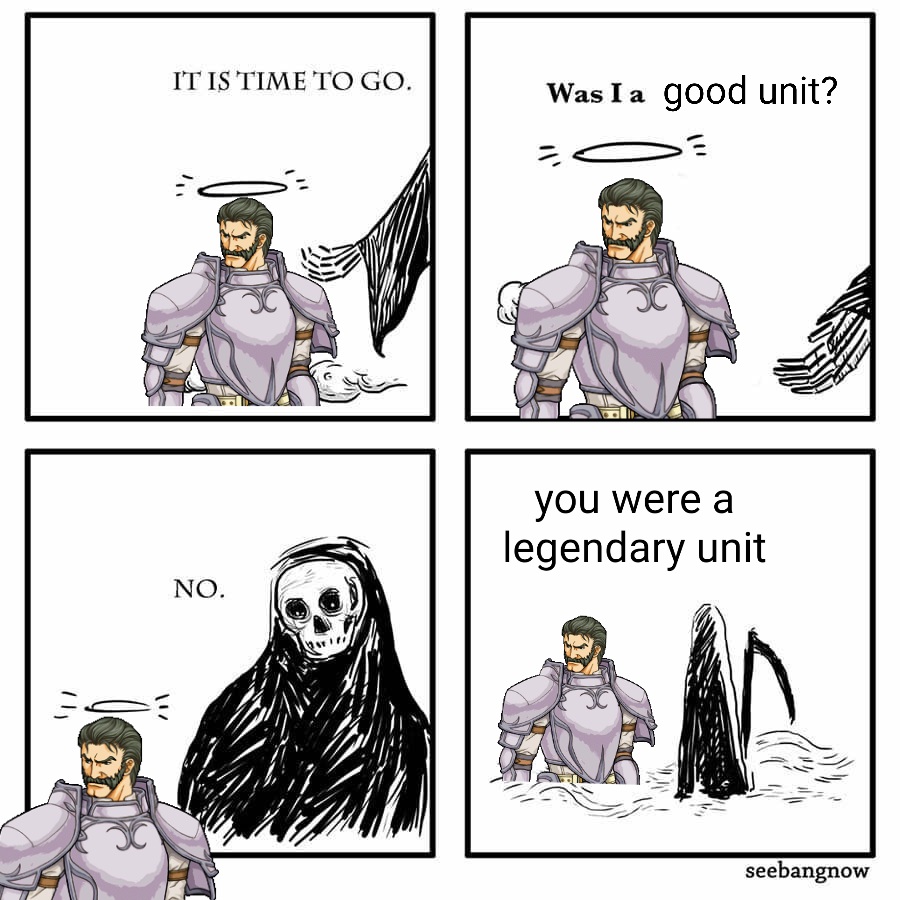 IT IS TIME TO GO.
Was I a good unit?
NO.
you were a
legendary unit
seebangnow